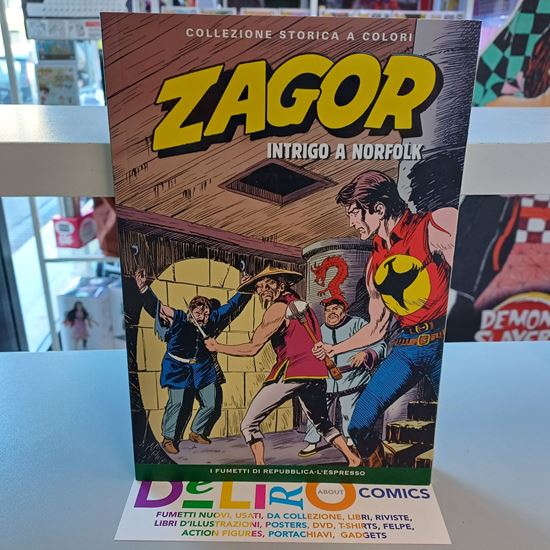 COLLEZIONE STORICA A COLORI
ZAGOR
INTRIGO A NORFOLK
DEMON
SLAYER
I FUMETTI DI REPUBBLICA-L'ESPRESSO
DeLiRO ABOUT COMICS
FUMETTI NUOVI, USATI, DA COLLEZIONE, LIBRI, RIVISTE,
LIBRI D'ILLUSTRAZIONI, POSTERS, DVD, T-SHIRTS, FELPE,
ACTION FIGURES, PORTACHIAVI, GADGETS